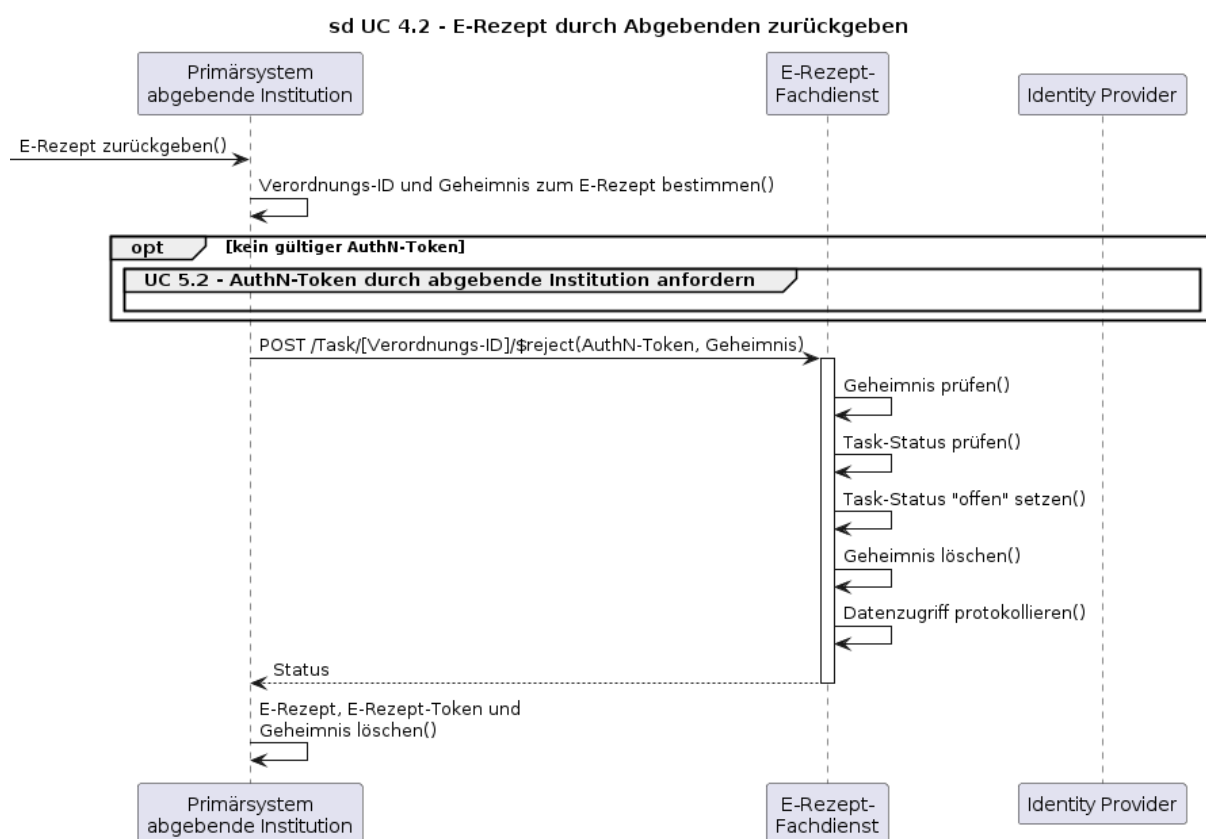 sd UC 4.2 - E-Rezept durch Abgebenden zurückgeben
Primärsystem
abgebende Institution
E-Rezept-
Fachdienst
Identity Provider
E-Rezept zurückgeben()
Verordnungs-ID und Geheimnis zum E-Rezept bestimmen()
opt [kein gültiger AuthN-Token]
UC 5.2 - AuthN-Token durch abgebende Institution anfordern
POST /Task/[Verordnungs-ID]/$reject(AuthN-Token, Geheimnis)
Geheimnis prüfen()
Task-Status prüfen()
Task-Status "offen" setzen()
Geheimnis löschen()
Datenzugriff protokollieren()
Status
E-Rezept, E-Rezept-Token und
Geheimnis löschen()
Primärsystem
abgebende Institution
E-Rezept-
Fachdienst
Identity Provider